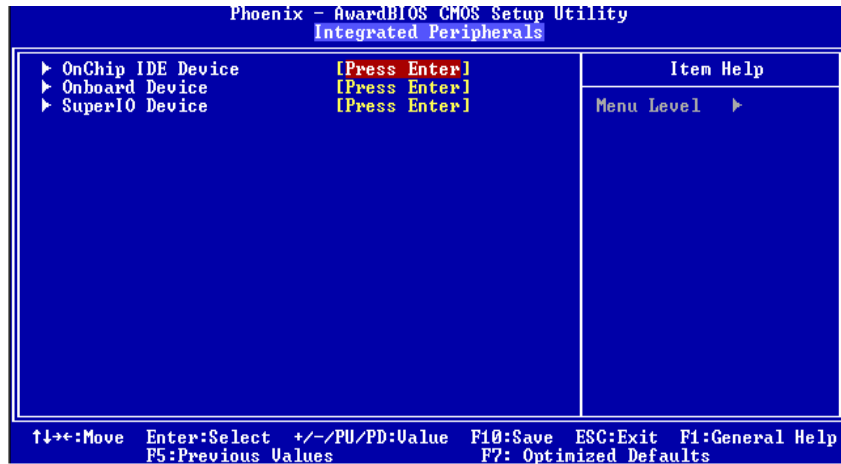 Phoenix - AwardBIOS CMOS Setup Utility
Integrated Peripherals
OnChip IDE Device [Press Enter]
Onboard Device [Press Enter]
SuperIO Device [Press Enter]
Item Help
Menu Level
↑↓→←:Move Enter:Select +/-/PU/PD:Value F10:Save ESC:Exit F1:General Help
F5:Previous Values F7: Optimized Defaults